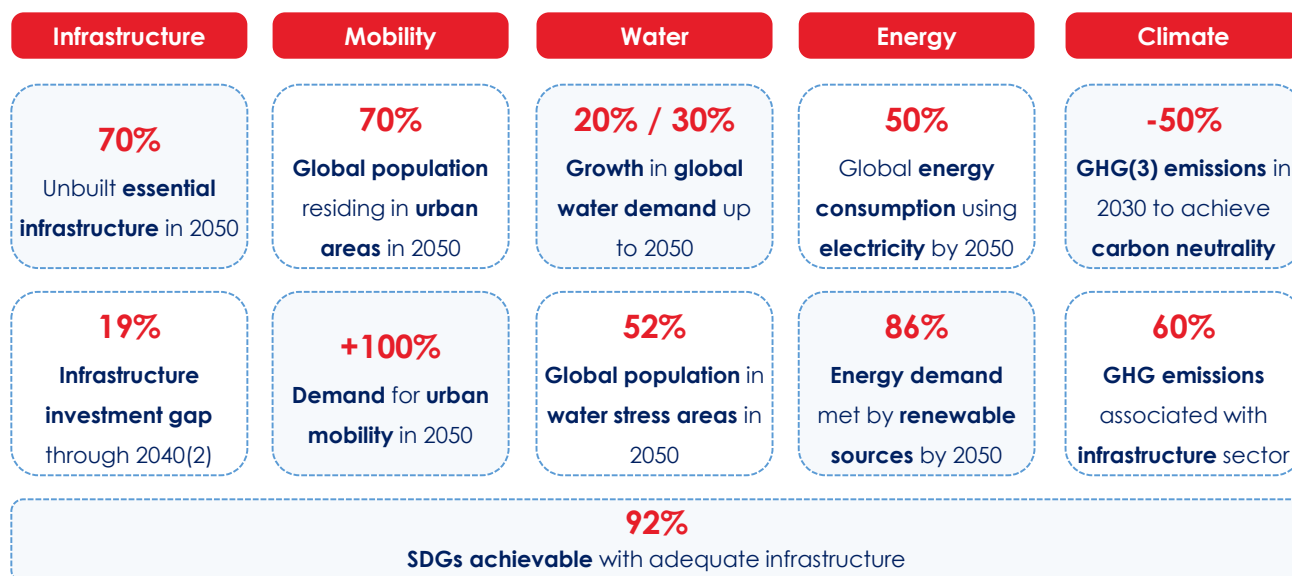 Infrastructure
Mobility
Water
Energy
Climate
70%
Unbuilt essential
infrastructure in 2050
70%
Global population
residing in urban
areas in 2050
20% / 30%
Growth in global
water demand up
to 2050
50%
Global energy
consumption using
electricity by 2050
-50%
GHG(3) emissions in
2030 to achieve
carbon neutrality
19%
Infrastructure
investment gap
through 2040(2)
+100%
Demand for urban
mobility in 2050
52%
Global population in
water stress areas in
2050
86%
Energy demand
met by renewable
sources by 2050
60%
GHG emissions
associated with
infrastructure sector
92%
SDGs achievable with adequate infrastructure